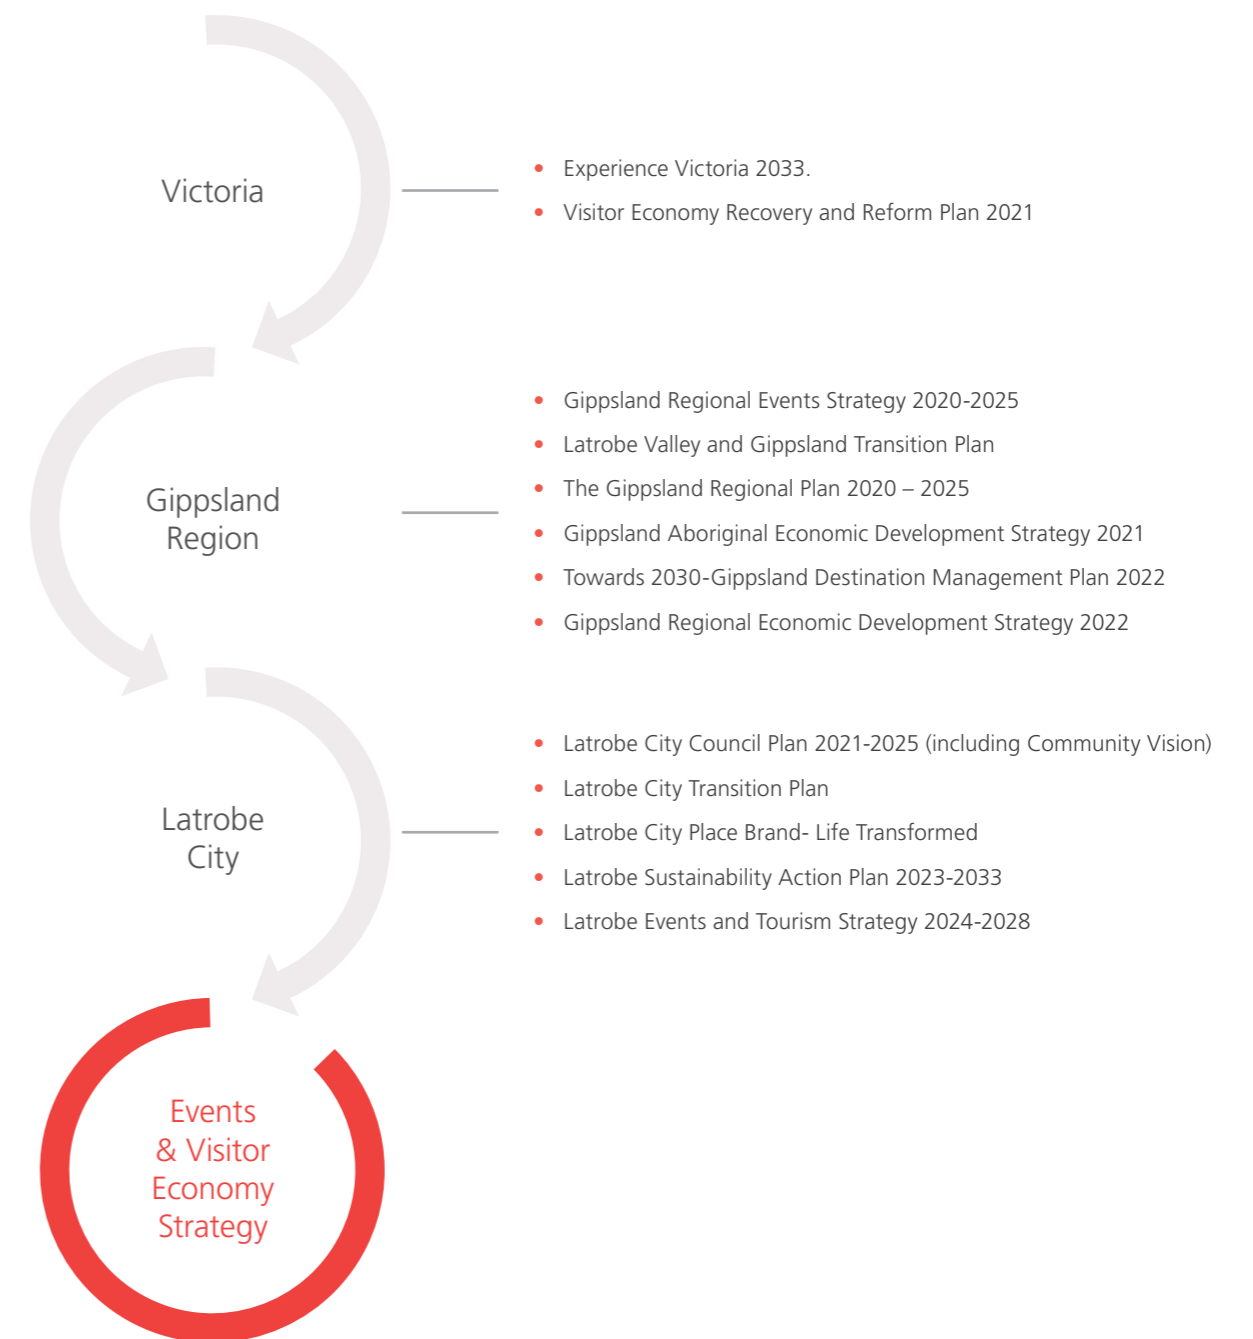 Victoria
• Experience Victoria 2033.
• Visitor Economy Recovery and Reform Plan 2021
Gippsland
Region
• Gippsland Regional Events Strategy 2020-2025
• Latrobe Valley and Gippsland Transition Plan
• The Gippsland Regional Plan 2020 – 2025
• Gippsland Aboriginal Economic Development Strategy 2021
• Towards 2030-Gippsland Destination Management Plan 2022
• Gippsland Regional Economic Development Strategy 2022
Latrobe
City
• Latrobe City Council Plan 2021-2025 (including Community Vision)
• Latrobe City Transition Plan
• Latrobe City Place Brand- Life Transformed
• Latrobe Sustainability Action Plan 2023-2033
• Latrobe Events and Tourism Strategy 2024-2028
Events
& Visitor
Economy
Strategy